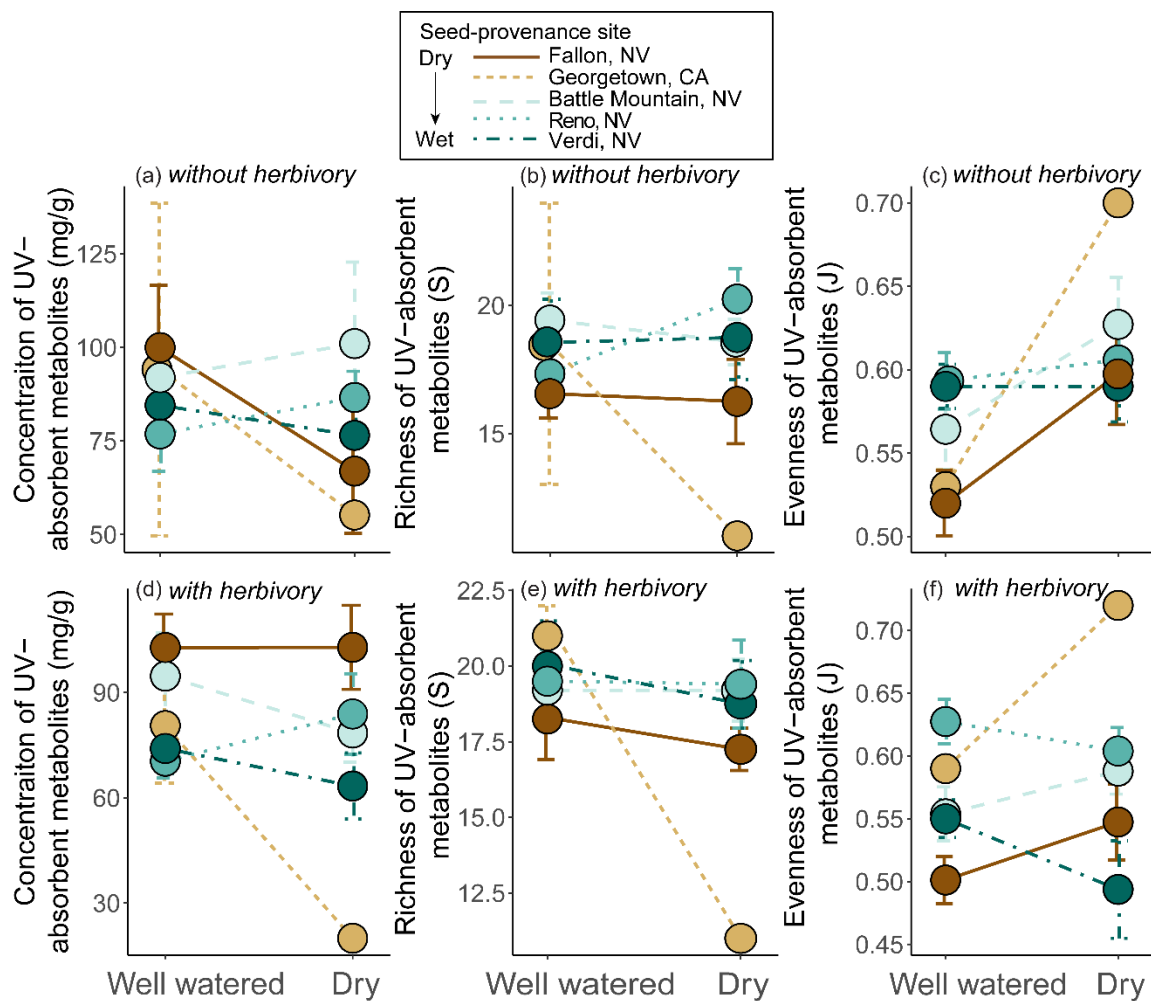 Seed-provenance site
Dry
Fallon, NV
Georgetown, CA
Battle Mountain, NV
Reno, NV
Wet
Verdi, NV
(a) without herbivory
(b) without herbivory
(c) without herbivory
Concentraiton of UV−
absorbent metabolites (mg/g)
125
100
75
50
Richness of UV−absorbent
metabolites (S)
20
15
Evenness of UV−absorbent
metabolites (J)
0.70
0.65
0.60
0.55
0.50
(d) with herbivory
(e) with herbivory
(f) with herbivory
Concentraiton of UV−
absorbent metabolites (mg/g)
90
60
30
Richness of UV−absorbent
metabolites (S)
22.5
20.0
17.5
15.0
12.5
Evenness of UV−absorbent
metabolites (J)
0.70
0.65
0.60
0.55
0.50
0.45
Well watered Dry
Well watered Dry
Well watered Dry